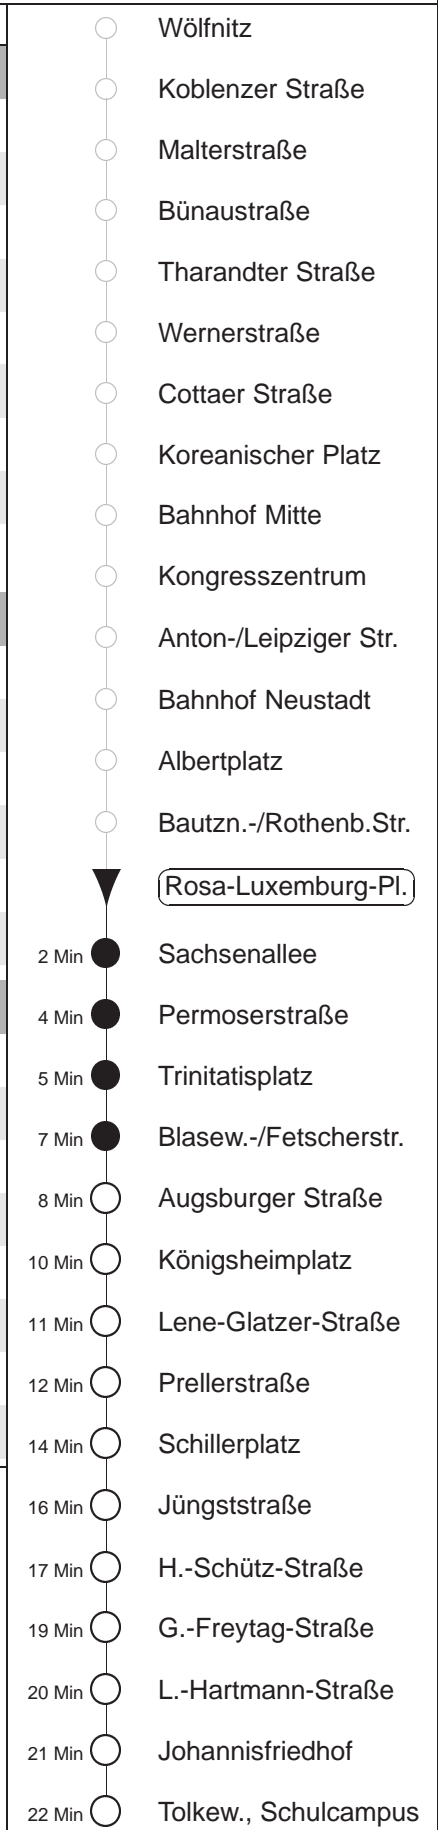 Wölfnitz
Koblenzer Straße
Malterstraße
Bünaustraße
Tharandter Straße
Wernerstraße
Cottaer Straße
Koreanischer Platz
Bahnhof Mitte
Kongresszentrum
Anton-/Leipziger Str.
Bahnhof Neustadt
Albertplatz
Bautzn.-/Rothenb.Str.
Rosa-Luxemburg-Pl.
2 Min Sachsenallee
4 Min Permoserstraße
5 Min Trinitatisplatz
7 Min Blasew.-/Fetscherstr.
8 Min Augsburger Straße
10 Min Königsheimplatz
11 Min Lene-Glatzer-Straße
12 Min Prellerstraße
14 Min Schillerplatz
16 Min Jüngststraße
17 Min H.-Schütz-Straße
19 Min G.-Freytag-Straße
20 Min L.-Hartmann-Straße
21 Min Johannisfriedhof
22 Min Tolkew., Schulcampus